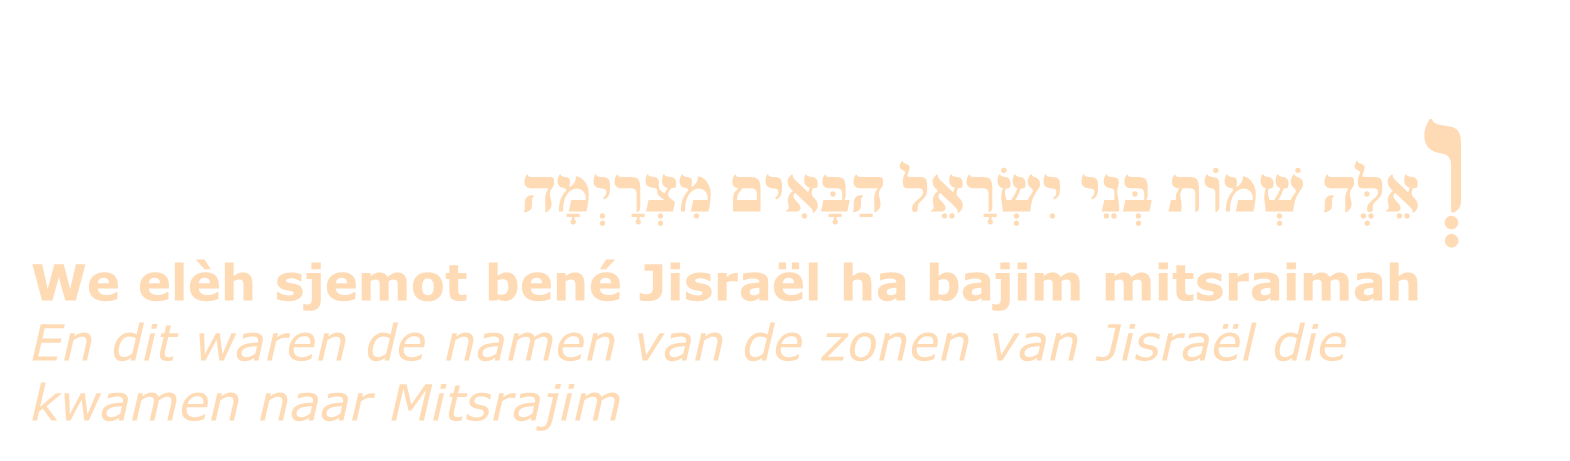 וְאֵלֶּה שְׁמוֹת בְּנֵי יִשְׂרָאֵל הַבָּאִים מִצְרָיְמָה
We elèh sjemot bené Jisraël ha bajim mitsraimah
En dit waren de namen van de zonen van Jisraël die
kwamen naar Mitsrajim